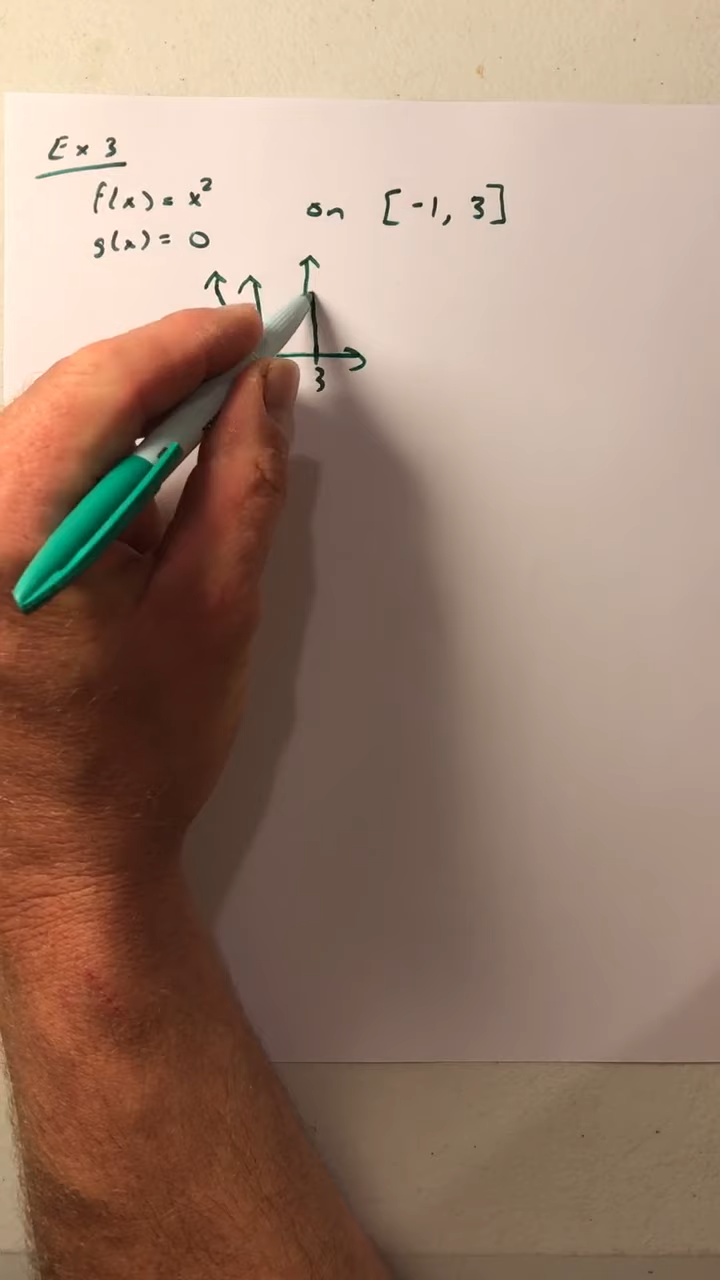 Ex 3
f(x) = x² on [-1, 3]
g(x) = 0
3